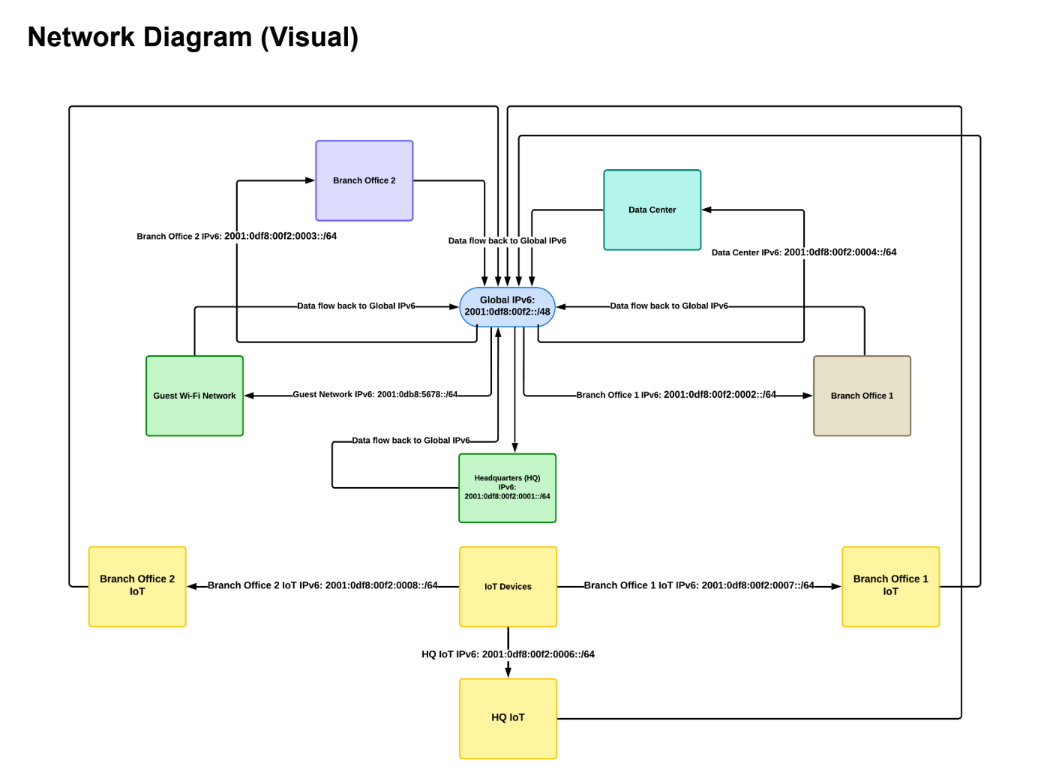 Network Diagram (Visual)
Branch Office 2
Data Center
Branch Office 2 IPv6: 2001:0df8:00f2:0003::/64
Data flow back to Global IPv6
Data Center IPv6: 2001:0df8:00f2:0004::/64
Global IPv6:
2001:0df8:00f2::/48
Data flow back to Global IPv6
Data flow back to Global IPv6
Guest Wi-Fi Network
Guest Network IPv6: 2001:0db8:5678::/64
Branch Office 1 IPv6: 2001:0df8:00f2:0002::/64
Branch Office 1
Data flow back to Global IPv6
Headquarters (HQ)
IPv6:
2001:0df8:00f2:0001::/64
Branch Office 2
IoT
Branch Office 2 IoT IPv6: 2001:0df8:00f2:0008::/64
IoT Devices
Branch Office 1 IoT IPv6: 2001:0df8:00f2:0007::/64
Branch Office 1
IoT
HQ IoT IPv6: 2001:0df8:00f2:0006::/64
HQ IoT